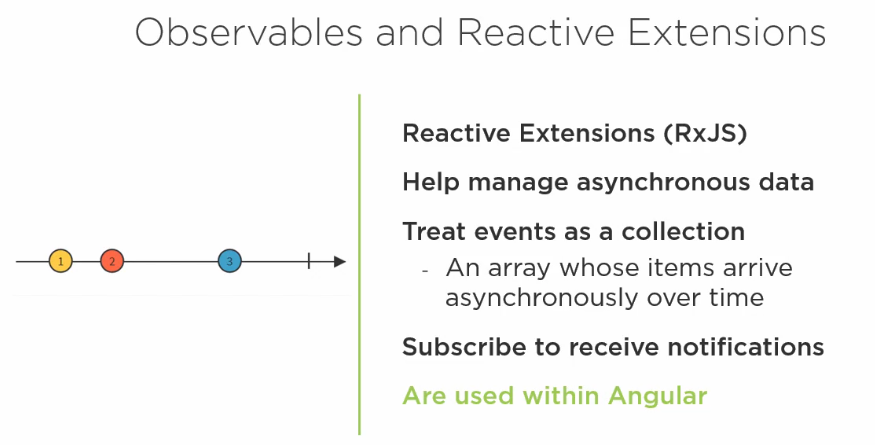 Observables and Reactive Extensions
Reactive Extensions (RxJS)
Help manage asynchronous data
Treat events as a collection
- An array whose items arrive
asynchronously over time
1 2 3
Subscribe to receive notifications
Are used within Angular